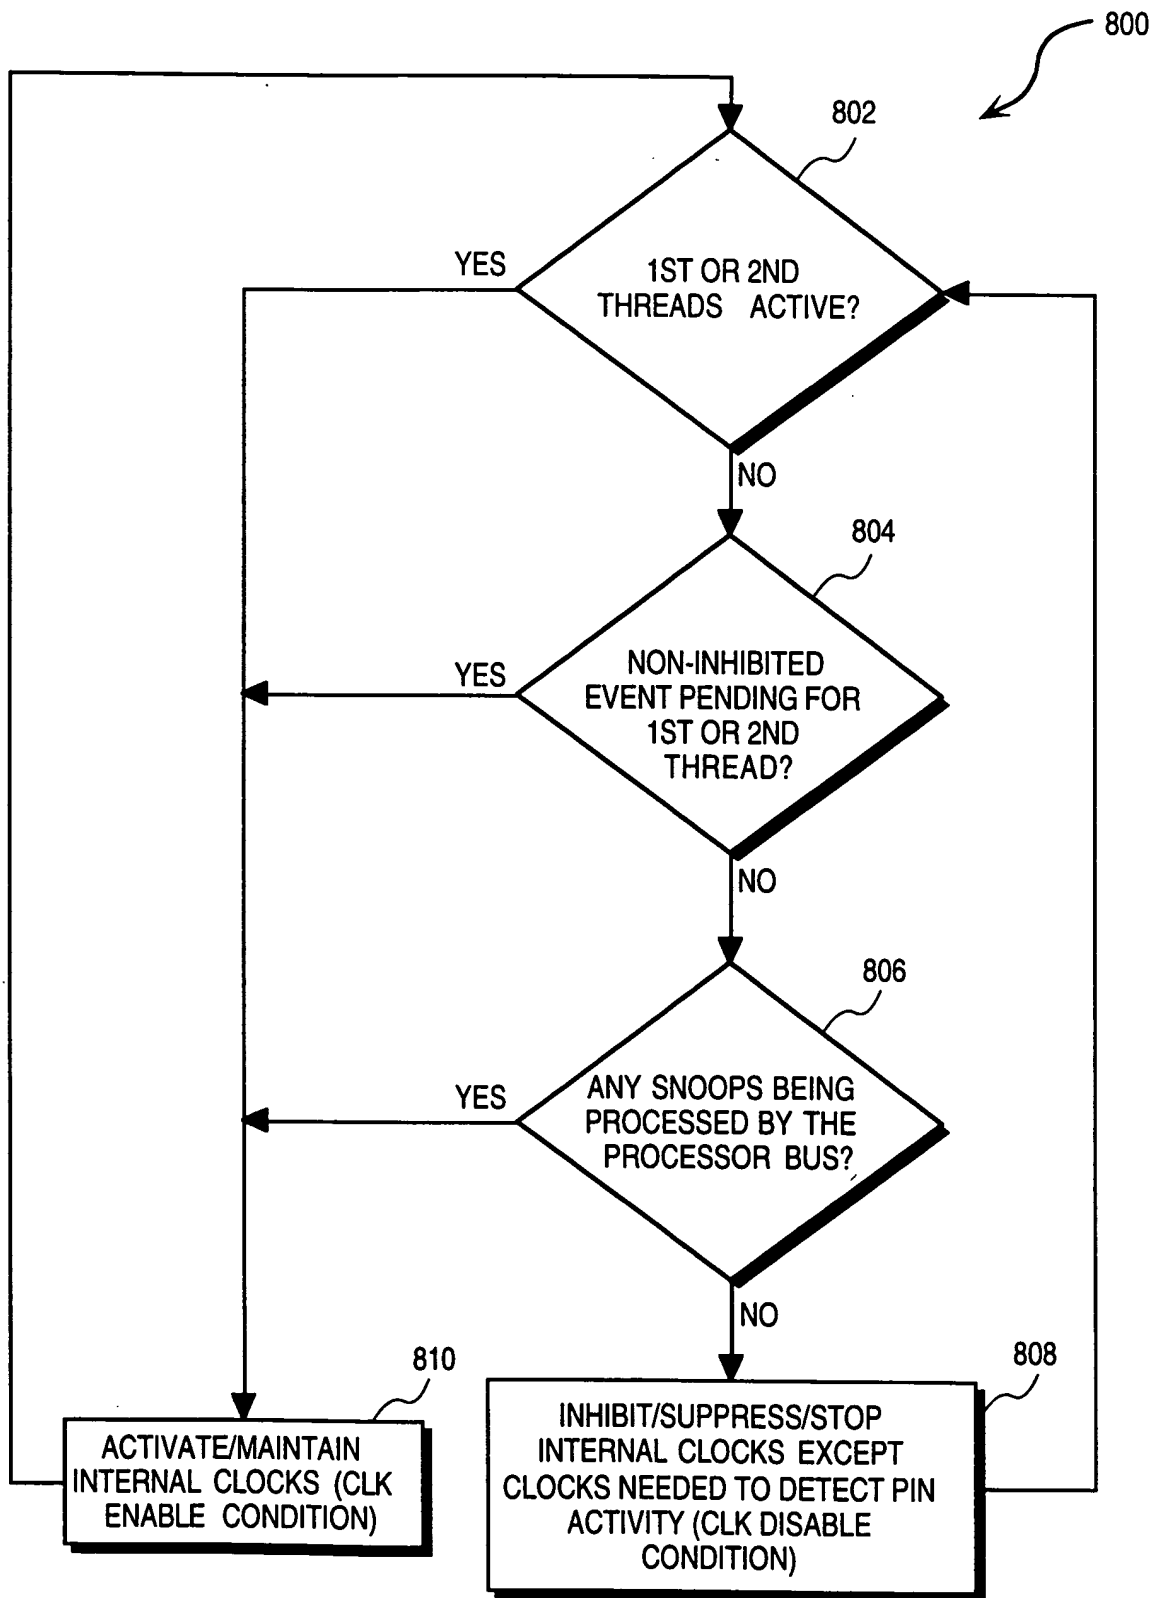 800
802
YES
1ST OR 2ND
THREADS ACTIVE?
NO
804
YES
NON-INHIBITED
EVENT PENDING FOR
1ST OR 2ND
THREAD?
NO
806
YES
ANY SNOOPS BEING
PROCESSED BY THE
PROCESSOR BUS?
NO
810
ACTIVATE/MAINTAIN
INTERNAL CLOCKS (CLK
ENABLE CONDITION)
808
INHIBIT/SUPPRESS/STOP
INTERNAL CLOCKS EXCEPT
CLOCKS NEEDED TO DETECT PIN
ACTIVITY (CLK DISABLE
CONDITION)